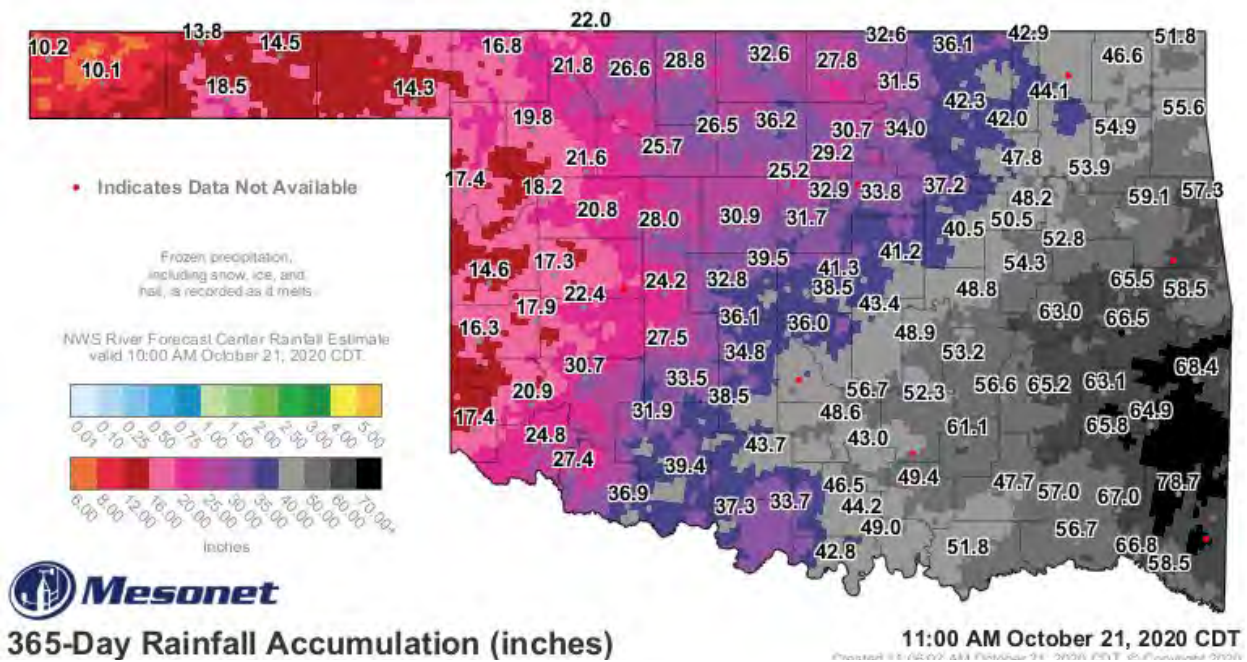 22.0
10.2 13.8 14.5 16.8 32.6 32.6 36.1 42.9 51.8
10.1 21.8 26.6 28.8 27.8 46.6
18.5 14.3 31.5 42.3 44.1 55.6
19.8 26.5 36.2 30.7 34.0 42.0 54.9
21.6 25.7 25.2 29.2 47.8 53.9
17.4 18.2 32.9 33.8 37.2 48.2 59.1 57.3
• Indicates Data Not Available
20.8 28.0 30.9 31.7 40.5 50.5 52.8
Frozen precipitation,
including snow, ice, and
hail, is recorded as it melts
14.6 17.3 39.5 41.3 41.2 54.3
22.4 24.2 32.8 38.5 48.8 65.5 58.5
17.9 36.1 36.0 43.4 63.0 66.5
16.3 27.5 48.9
NWS River Forecast Center Rainfall Estimate
valid 10:00 AM October 21, 2020 CDT
30.7 34.8 53.2 68.4
20.9 33.5 38.5 56.7 52.3 56.6 65.2 63.1
17.4 31.9 48.6 65.8 64.9
0.01 0.10 0.25 0.50 0.75 1.00 1.50 2.00 2.50 3.00 4.00 5.00
24.8 43.7 43.0 61.1
27.4 39.4 49.4
36.9 37.3 33.7 46.5 47.7 57.0 67.0 78.7
44.2
6.00 8.00 12.00 16.00 20.00 25.00 30.00 35.00 40.00 50.00 60.00 70.00+
49.0 56.7
42.8 51.8 66.8
58.5
Inches
Mesonet
365-Day Rainfall Accumulation (inches)
11:00 AM October 21, 2020 CDT
Created 11:06:02 AM October 21, 2020 CDT. © Copyright 2020